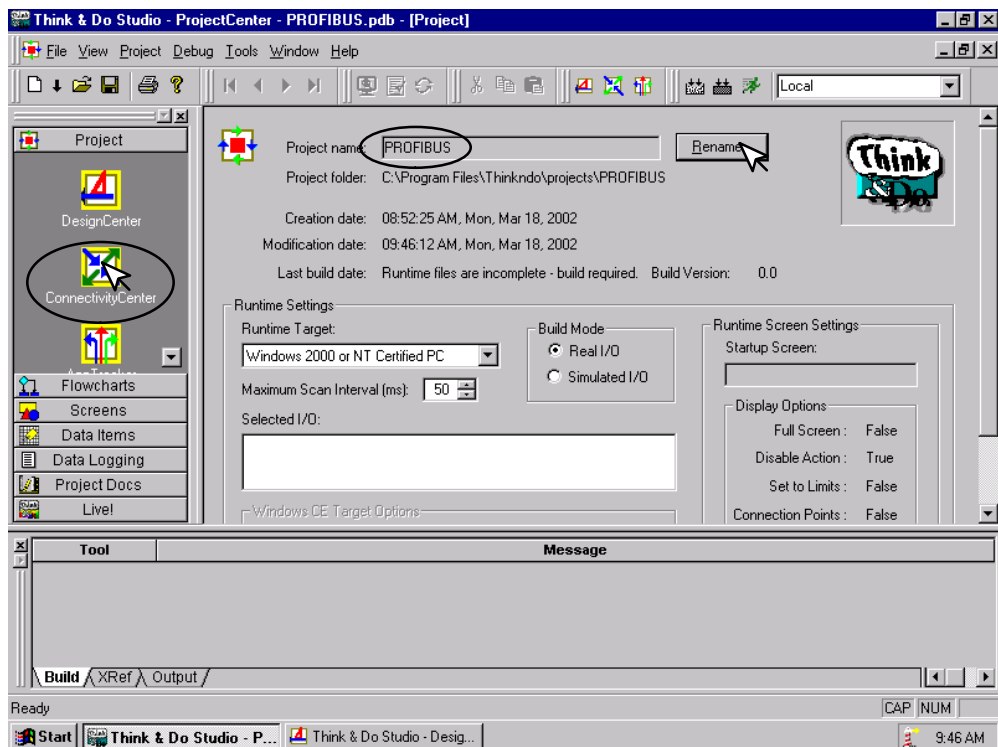 Think & Do Studio - ProjectCenter - PROFIBUS.pdb - [Project]
File View Project Debug Tools Window Help
Local
Project
DesignCenter
ConnectivityCenter
Flowcharts
Screens
Data Items
Data Logging
Project Docs
Live!
Project name: PROFIBUS
Rename
Project folder: C:\Program Files\Thinkndo\projects\PROFIBUS
Creation date: 08:52:25 AM, Mon, Mar 18, 2002
Modification date: 09:46:12 AM, Mon, Mar 18, 2002
Last build date: Runtime files are incomplete - build required. Build Version: 0.0
Think
& Do
Runtime Settings
Runtime Target:
Windows 2000 or NT Certified PC
Maximum Scan Interval (ms): 50
Selected I/O:
Build Mode
Real I/O
Simulated I/O
Windows CE Target Options
Runtime Screen Settings
Startup Screen:
Display Options
Full Screen : False
Disable Action : True
Set to Limits : False
Connection Points : False
Tool Message
Build XRef Output
Ready
CAP NUM
Start Think & Do Studio - P... Think & Do Studio - Desig... 9:46 AM